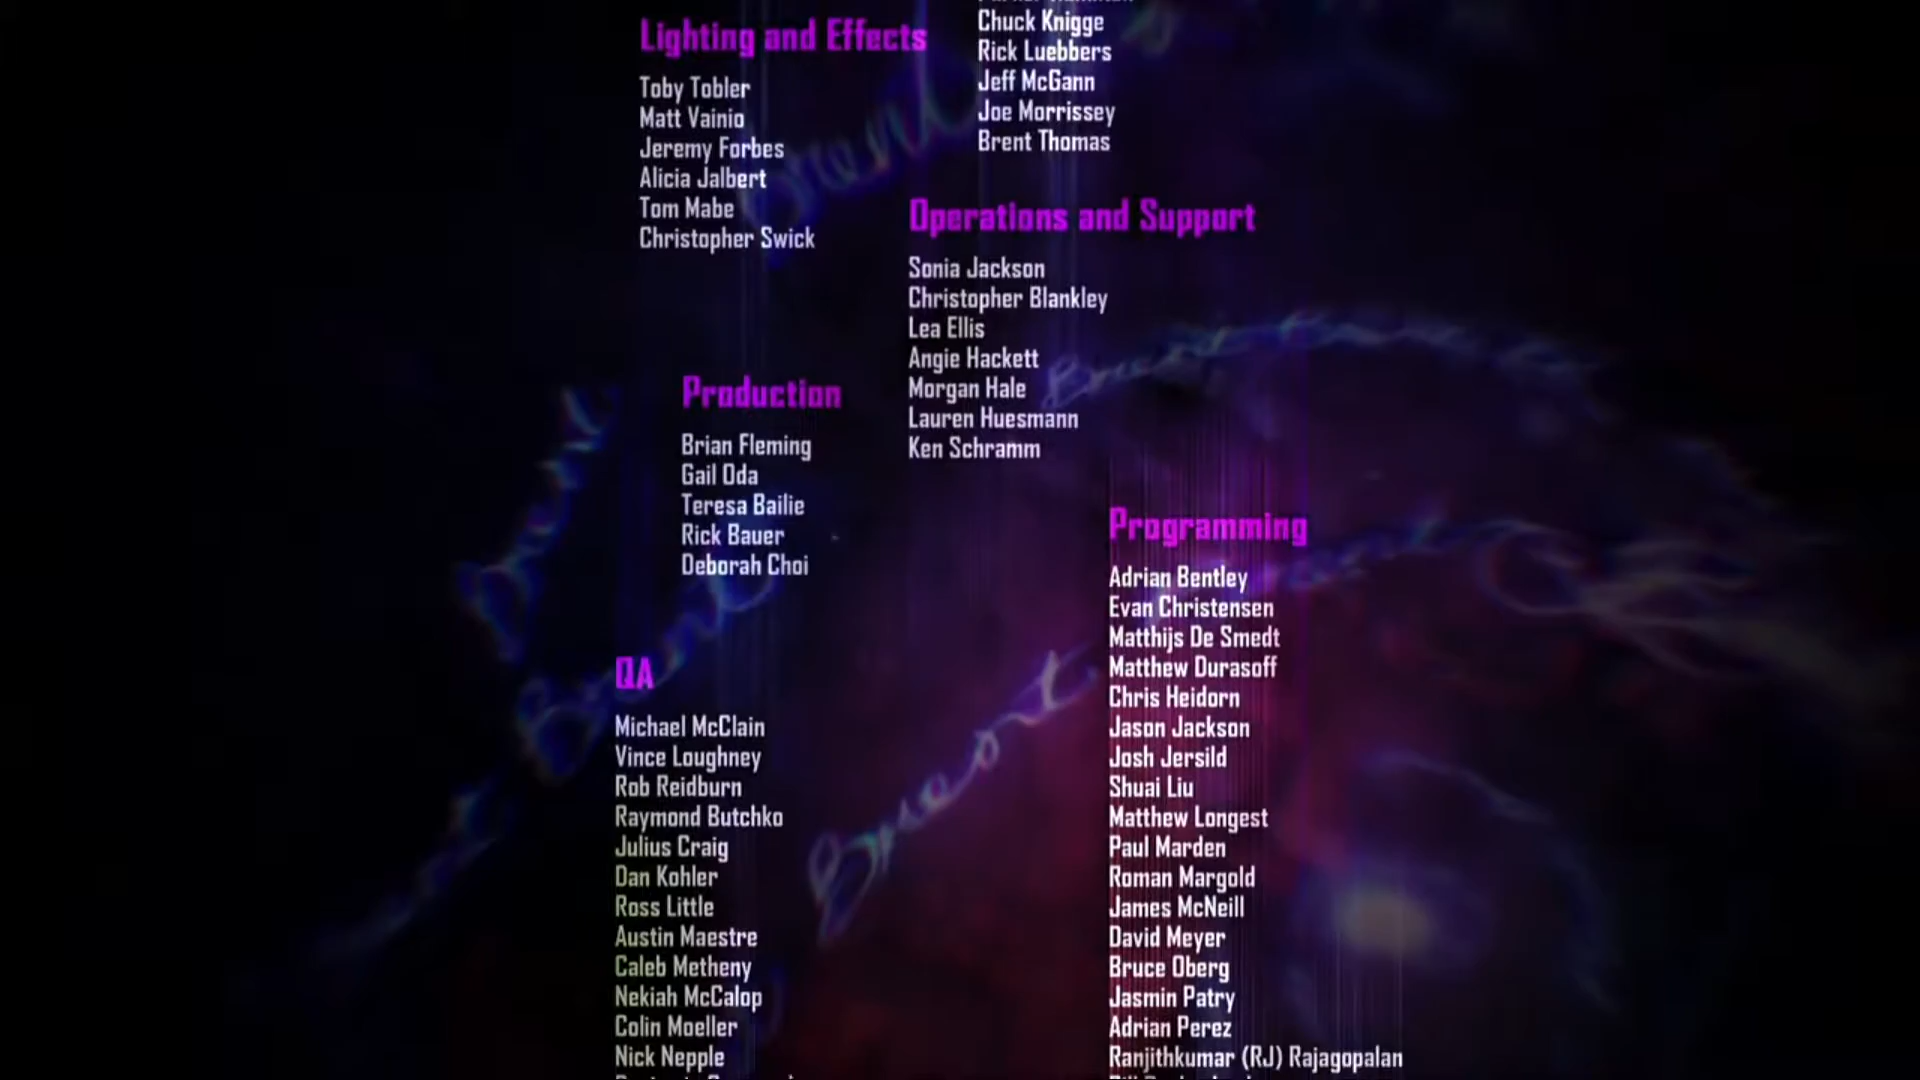 Chuck Knigge
Rick Luebbers
Jeff McGann
Joe Morrissey
Brent Thomas
Lighting and Effects
Toby Tobler
Matt Vainio
Jeremy Forbes
Alicia Jalbert
Tom Mabe
Christopher Swick
Operations and Support
Sonia Jackson
Christopher Blankley
Lea Ellis
Angie Hackett
Morgan Hale
Lauren Huesmann
Ken Schramm
Production
Brian Fleming
Gail Oda
Teresa Bailie
Rick Bauer
Deborah Choi
Programming
Adrian Bentley
Evan Christensen
Matthijs De Smedt
Matthew Durasoff
Chris Heidorn
Jason Jackson
Josh Jersild
Shuai Liu
Matthew Longest
Paul Marden
Roman Margold
James McNeill
David Meyer
Bruce Oberg
Jasmin Patry
Adrian Perez
Ranjithkumar (RJ) Rajagopalan
QA
Michael McClain
Vince Loughney
Rob Reidburn
Raymond Butchko
Julius Craig
Dan Kohler
Ross Little
Austin Maestre
Caleb Metheny
Nekiah McCalop
Colin Moeller
Nick Nepple